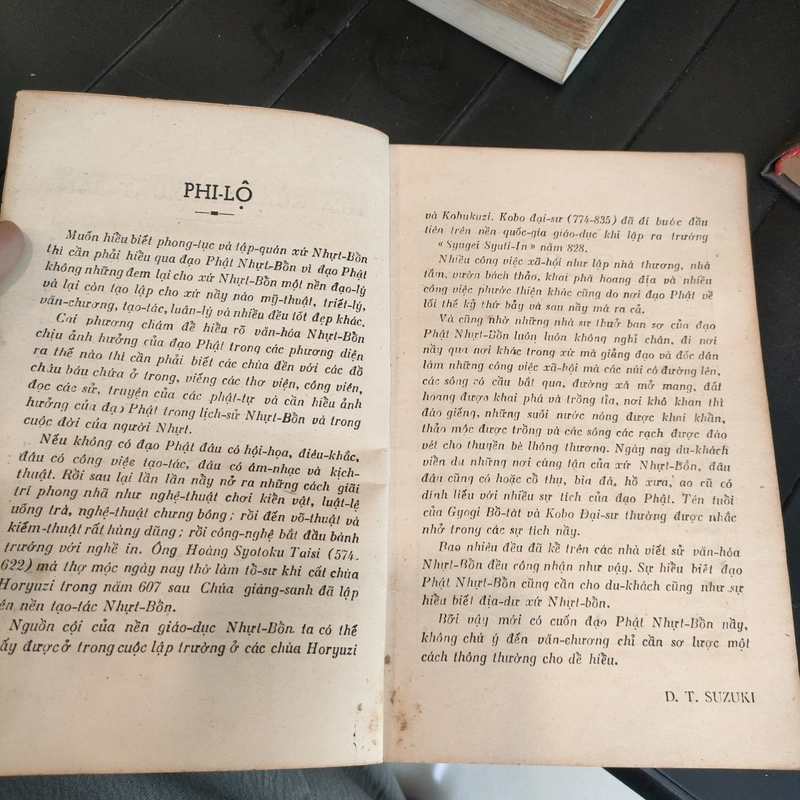 PHI-LỘ
Muốn hiểu biết phong-tục và tập-quán xứ Nhựt-Bồn
thì cần phải hiểu qua đạo Phật Nhựt-Bồn vì đạo Phật
không những đem lại cho xứ Nhựt-Bồn một nền đạo-lý
và lại còn tạo lập cho xứ nầy nào mỹ-thuật, triết-lý,
văn-chương, tạo-tác, luân-lý và nhiều đều tốt đẹp khác.
Cái phương châm để hiểu rõ văn-hóa Nhựt-Bồn
chịu ảnh hưởng của đạo Phật trong các phương diện
ra thế nào thì cần phải biết các chùa đền với các đồ
châu báu chứa ở trong, viếng các thơ viện, công viên,
đọc các sử, truyện của các phật-tự và cần hiểu ảnh
hưởng của đạo Phật trong lịch-sử Nhựt-Bồn và trong
cuộc đời của người Nhựt.
Nếu không có đạo Phật đâu có hội-họa, điêu-khắc,
đâu có công việc tạo-tác, đâu có âm-nhạc và kịch-
thuật. Rồi sau lại lần lần nầy nở ra những cách giải
trí phong nhã như nghệ-thuật chơi kiền vật, luật-lệ
uống trà, nghệ-thuật chưng bông ; rồi đến võ-thuật và
kiếm-thuật rất hùng dũng ; rồi công-nghệ bắt đầu bành
trướng với nghề in. Ông Hoàng Syotoku Taisi (574-
622) mà thợ mộc ngày nay thờ làm tồ-sư khi cất chùa
Horyuzi trong năm 607 sau Chúa giáng-sanh đã lập
ên nền tạo-tác Nhựt-Bồn.
Nguồn cội của nền giáo-dục Nhựt-Bồn ta có thể
ấy được ở trong cuộc lập trường ở các chùa Horyuzi
và Kohukuzi. Kobo đại-sư (774-835) đã đi bước đầu
tiên trên nền quốc-gia giáo-dục khi lập ra trường
« Syugei Syuti-In » năm 828.
Nhiều công việc xã-hội như lập nhà thương, nhà
tắm, vườn bách thảo, khai phá hoang địa và nhiều
công việc phước thiện khác cũng do nơi đạo Phật về
lối thế kỷ thứ bảy và sau nầy mà ra cả.
Và cũng nhờ những nhà sư thuở ban sơ của đạo
Phật Nhựt-Bồn luôn luôn không nghỉ chân, đi nơi
nầy qua nơi khác trong xứ mà giảng đạo và đốc dân
làm những công việc xã-hội mà các núi có đường lên,
các sông có cầu bắt qua, đường xá mở mang, đất
hoang được khai phá và trồng tỉa, nơi khô khan thì
đào giếng, những suối nước nóng được khai khẩn,
thảo mộc được trồng và các sông các rạch được đào
vét cho thuyền bè lhông thương. Ngày nay du-khách
viễn du những nơi cùng tận của xứ Nhựt-Bồn, đâu
đâu cũng có hoặc cồ thụ, bia đá, hồ xưa, ao cũ có
dính líếu với nhiều sự tích của đạo Phật. Tên tuổi
của Gyogi Bồ-tát và Kobo Đại-sư thường được nhắc
nhở trong các sự tích nầy.
Bao nhiêu đều đã kể trên các nhà viết sử văn-hóa
Nhựt-Bồn đều công nhận như vậy. Sự hiểu biết đạo
Phật Nhựt-Bồn cũng cần cho du-khách cũng như sự
hiểu biết địa-dư xứ Nhựt-bồn.
Bởi vậy mới có cuốn đạo Phật Nhựt-Bồn nầy,
không chú ý đến văn-chương chỉ cần sơ lược một
cách thông thường cho dể hiểu.
D. T. SUZUKI